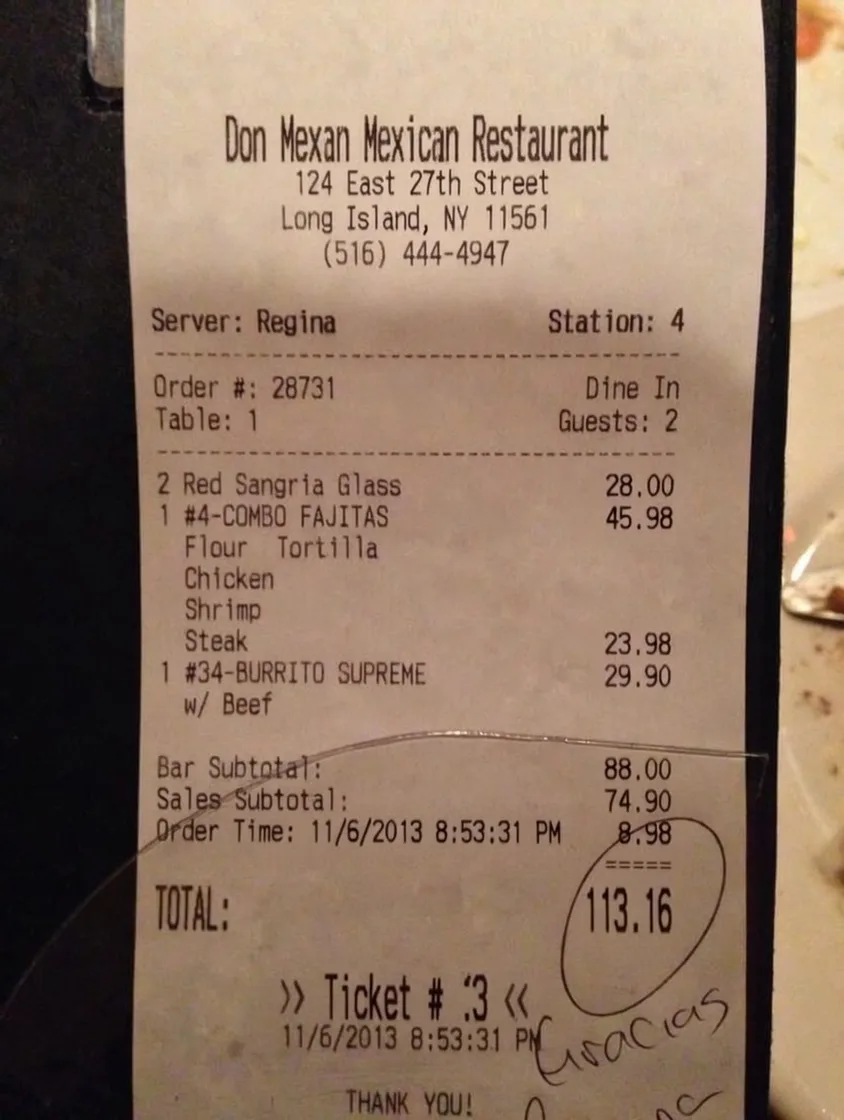 Don Mexan Mexican Restaurant
124 East 27th Street
Long Island, NY 11561
(516) 444-4947
Server: Regina Station: 4
Order #: 28731 Dine In
Table: 1 Guests: 2
2 Red Sangria Glass 28.00
1 #4-COMBO FAJITAS 45.98
Flour Tortilla
Chicken
Shrimp
Steak 23.98
1 #34-BURRITO SUPREME 29.90
w/ Beef
Bar Subtotal: 88.00
Sales Subtotal: 74.90
Order Time: 11/6/2013 8:53:31 PM 8.98
=====
TOTAL: 113.16
>> Ticket # 3 <<
11/6/2013 8:53:31 PM
Gracias
THANK YOU!